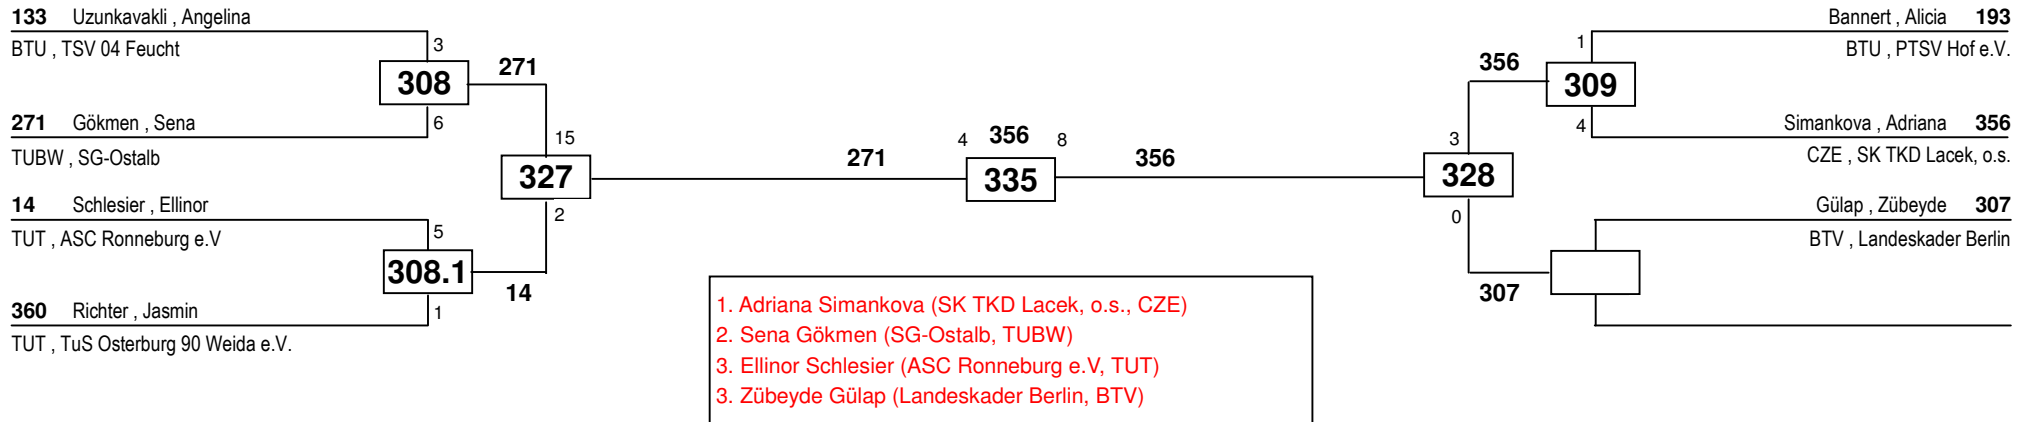 133 Uzunkavakli , Angelina
BTU , TSV 04 Feucht
3
308
271
6
271 Gökmen , Sena
TUBW , SG-Ostalb
15
327
2
14 Schlesier , Ellinor
TUT , ASC Ronneburg e.V
5
308.1
14
1
360 Richter , Jasmin
TUT , TuS Osterburg 90 Weida e.V.
271
4 356 8
335
356
Bannert , Alicia 193
BTU , PTSV Hof e.V.
1
356
309
4
Simankova , Adriana 356
CZE , SK TKD Lacek, o.s.
3
328
0
Gülap , Zübeyde 307
BTV , Landeskader Berlin
307
1. Adriana Simankova (SK TKD Lacek, o.s., CZE)
2. Sena Gökmen (SG-Ostalb, TUBW)
3. Ellinor Schlesier (ASC Ronneburg e.V, TUT)
3. Zübeyde Gülap (Landeskader Berlin, BTV)